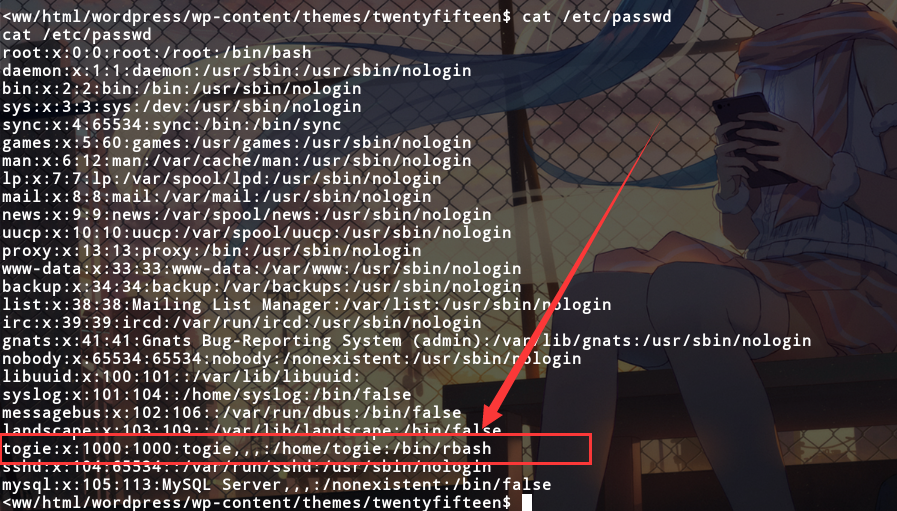 <ww/html/wordpress/wp-content/themes/twentyfifteen$ cat /etc/passwd
cat /etc/passwd
root:x:0:0:root:/root:/bin/bash
daemon:x:1:1:daemon:/usr/sbin:/usr/sbin/nologin
bin:x:2:2:bin:/bin:/usr/sbin/nologin
sys:x:3:3:sys:/dev:/usr/sbin/nologin
sync:x:4:65534:sync:/bin:/bin/sync
games:x:5:60:games:/usr/games:/usr/sbin/nologin
man:x:6:12:man:/var/cache/man:/usr/sbin/nologin
lp:x:7:7:lp:/var/spool/lpd:/usr/sbin/nologin
mail:x:8:8:mail:/var/mail:/usr/sbin/nologin
news:x:9:9:news:/var/spool/news:/usr/sbin/nologin
uucp:x:10:10:uucp:/var/spool/uucp:/usr/sbin/nologin
proxy:x:13:13:proxy:/bin:/usr/sbin/nologin
www-data:x:33:33:www-data:/var/www:/usr/sbin/nologin
backup:x:34:34:backup:/var/backups:/usr/sbin/nologin
list:x:38:38:Mailing List Manager:/var/list:/usr/sbin/nologin
irc:x:39:39:ircd:/var/run/ircd:/usr/sbin/nologin
gnats:x:41:41:Gnats Bug-Reporting System (admin):/var/lib/gnats:/usr/sbin/nologin
nobody:x:65534:65534:nobody:/nonexistent:/usr/sbin/nologin
libuuid:x:100:101::/var/lib/libuuid:
syslog:x:101:104::/home/syslog:/bin/false
messagebus:x:102:106::/var/run/dbus:/bin/false
landscape:x:103:109::/var/lib/landscape:/bin/false
togie:x:1000:1000:togie,,,:/home/togie:/bin/rbash
sshd:x:104:65534::/var/run/sshd:/usr/sbin/nologin
mysql:x:105:113:MySQL Server,,,:/nonexistent:/bin/false
<ww/html/wordpress/wp-content/themes/twentyfifteen$